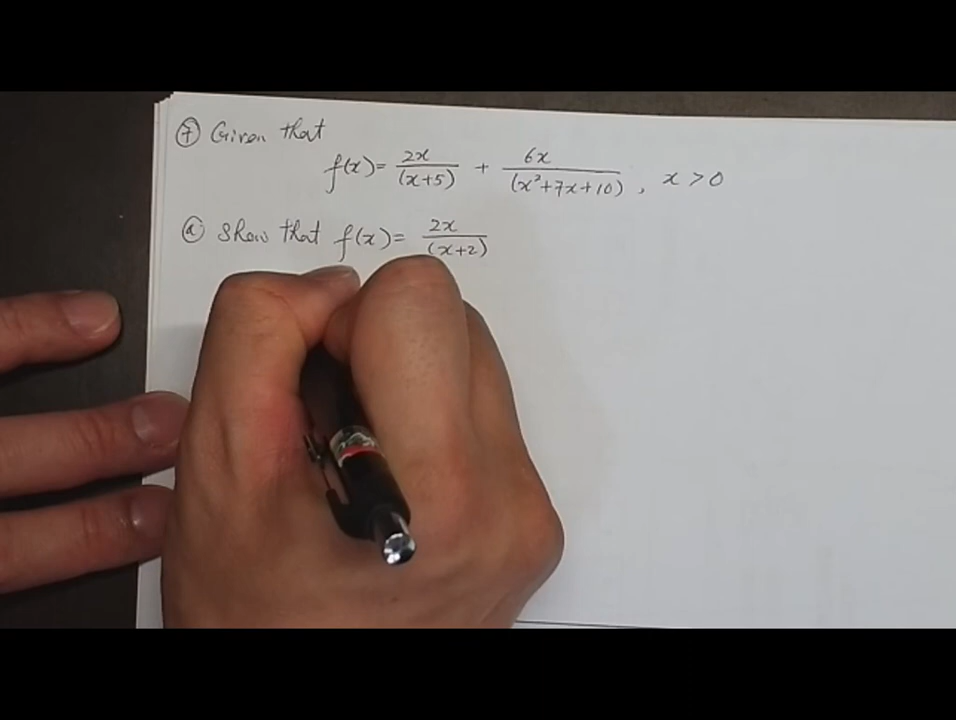 ⑦ Given that
f(x)= 2x/(x+5) + 6x/(x²+7x+10) , x >0
ⓐ Show that f(x)= 2x/(x+2)